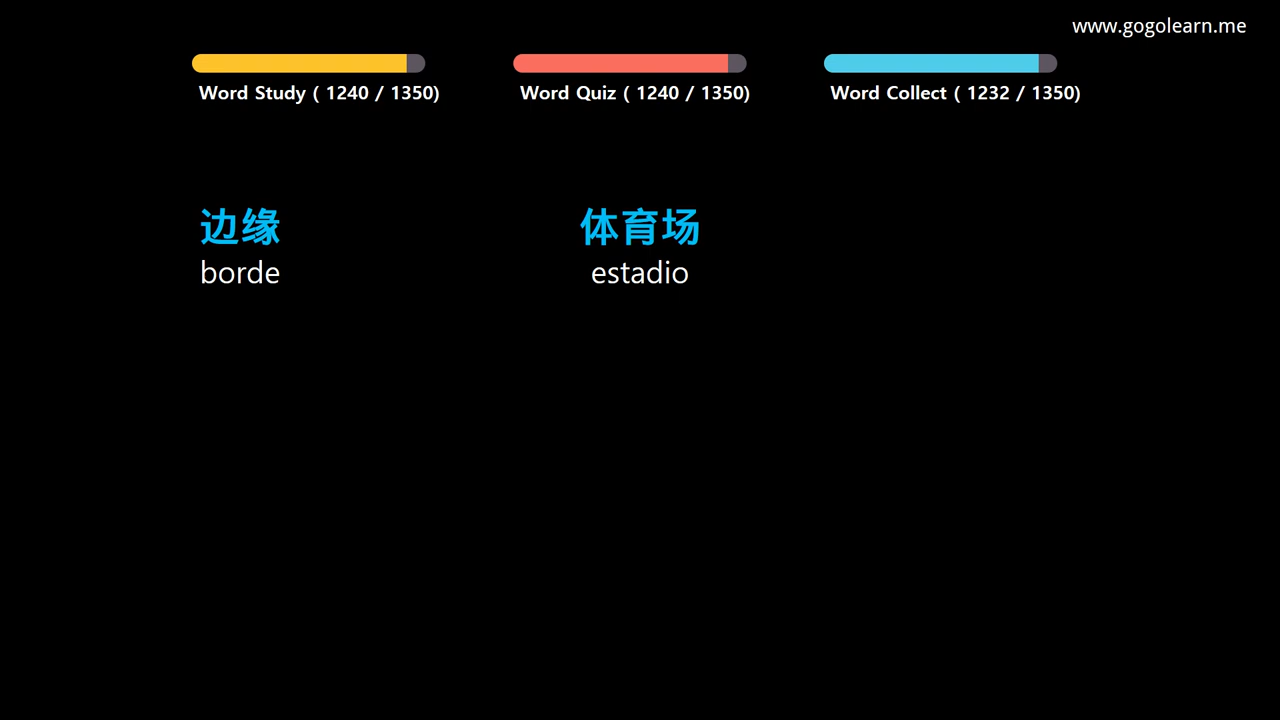 www.gogolearn.me
Word Study ( 1240 / 1350)
Word Quiz ( 1240 / 1350)
Word Collect ( 1232 / 1350)
边缘
borde
体育场
estadio